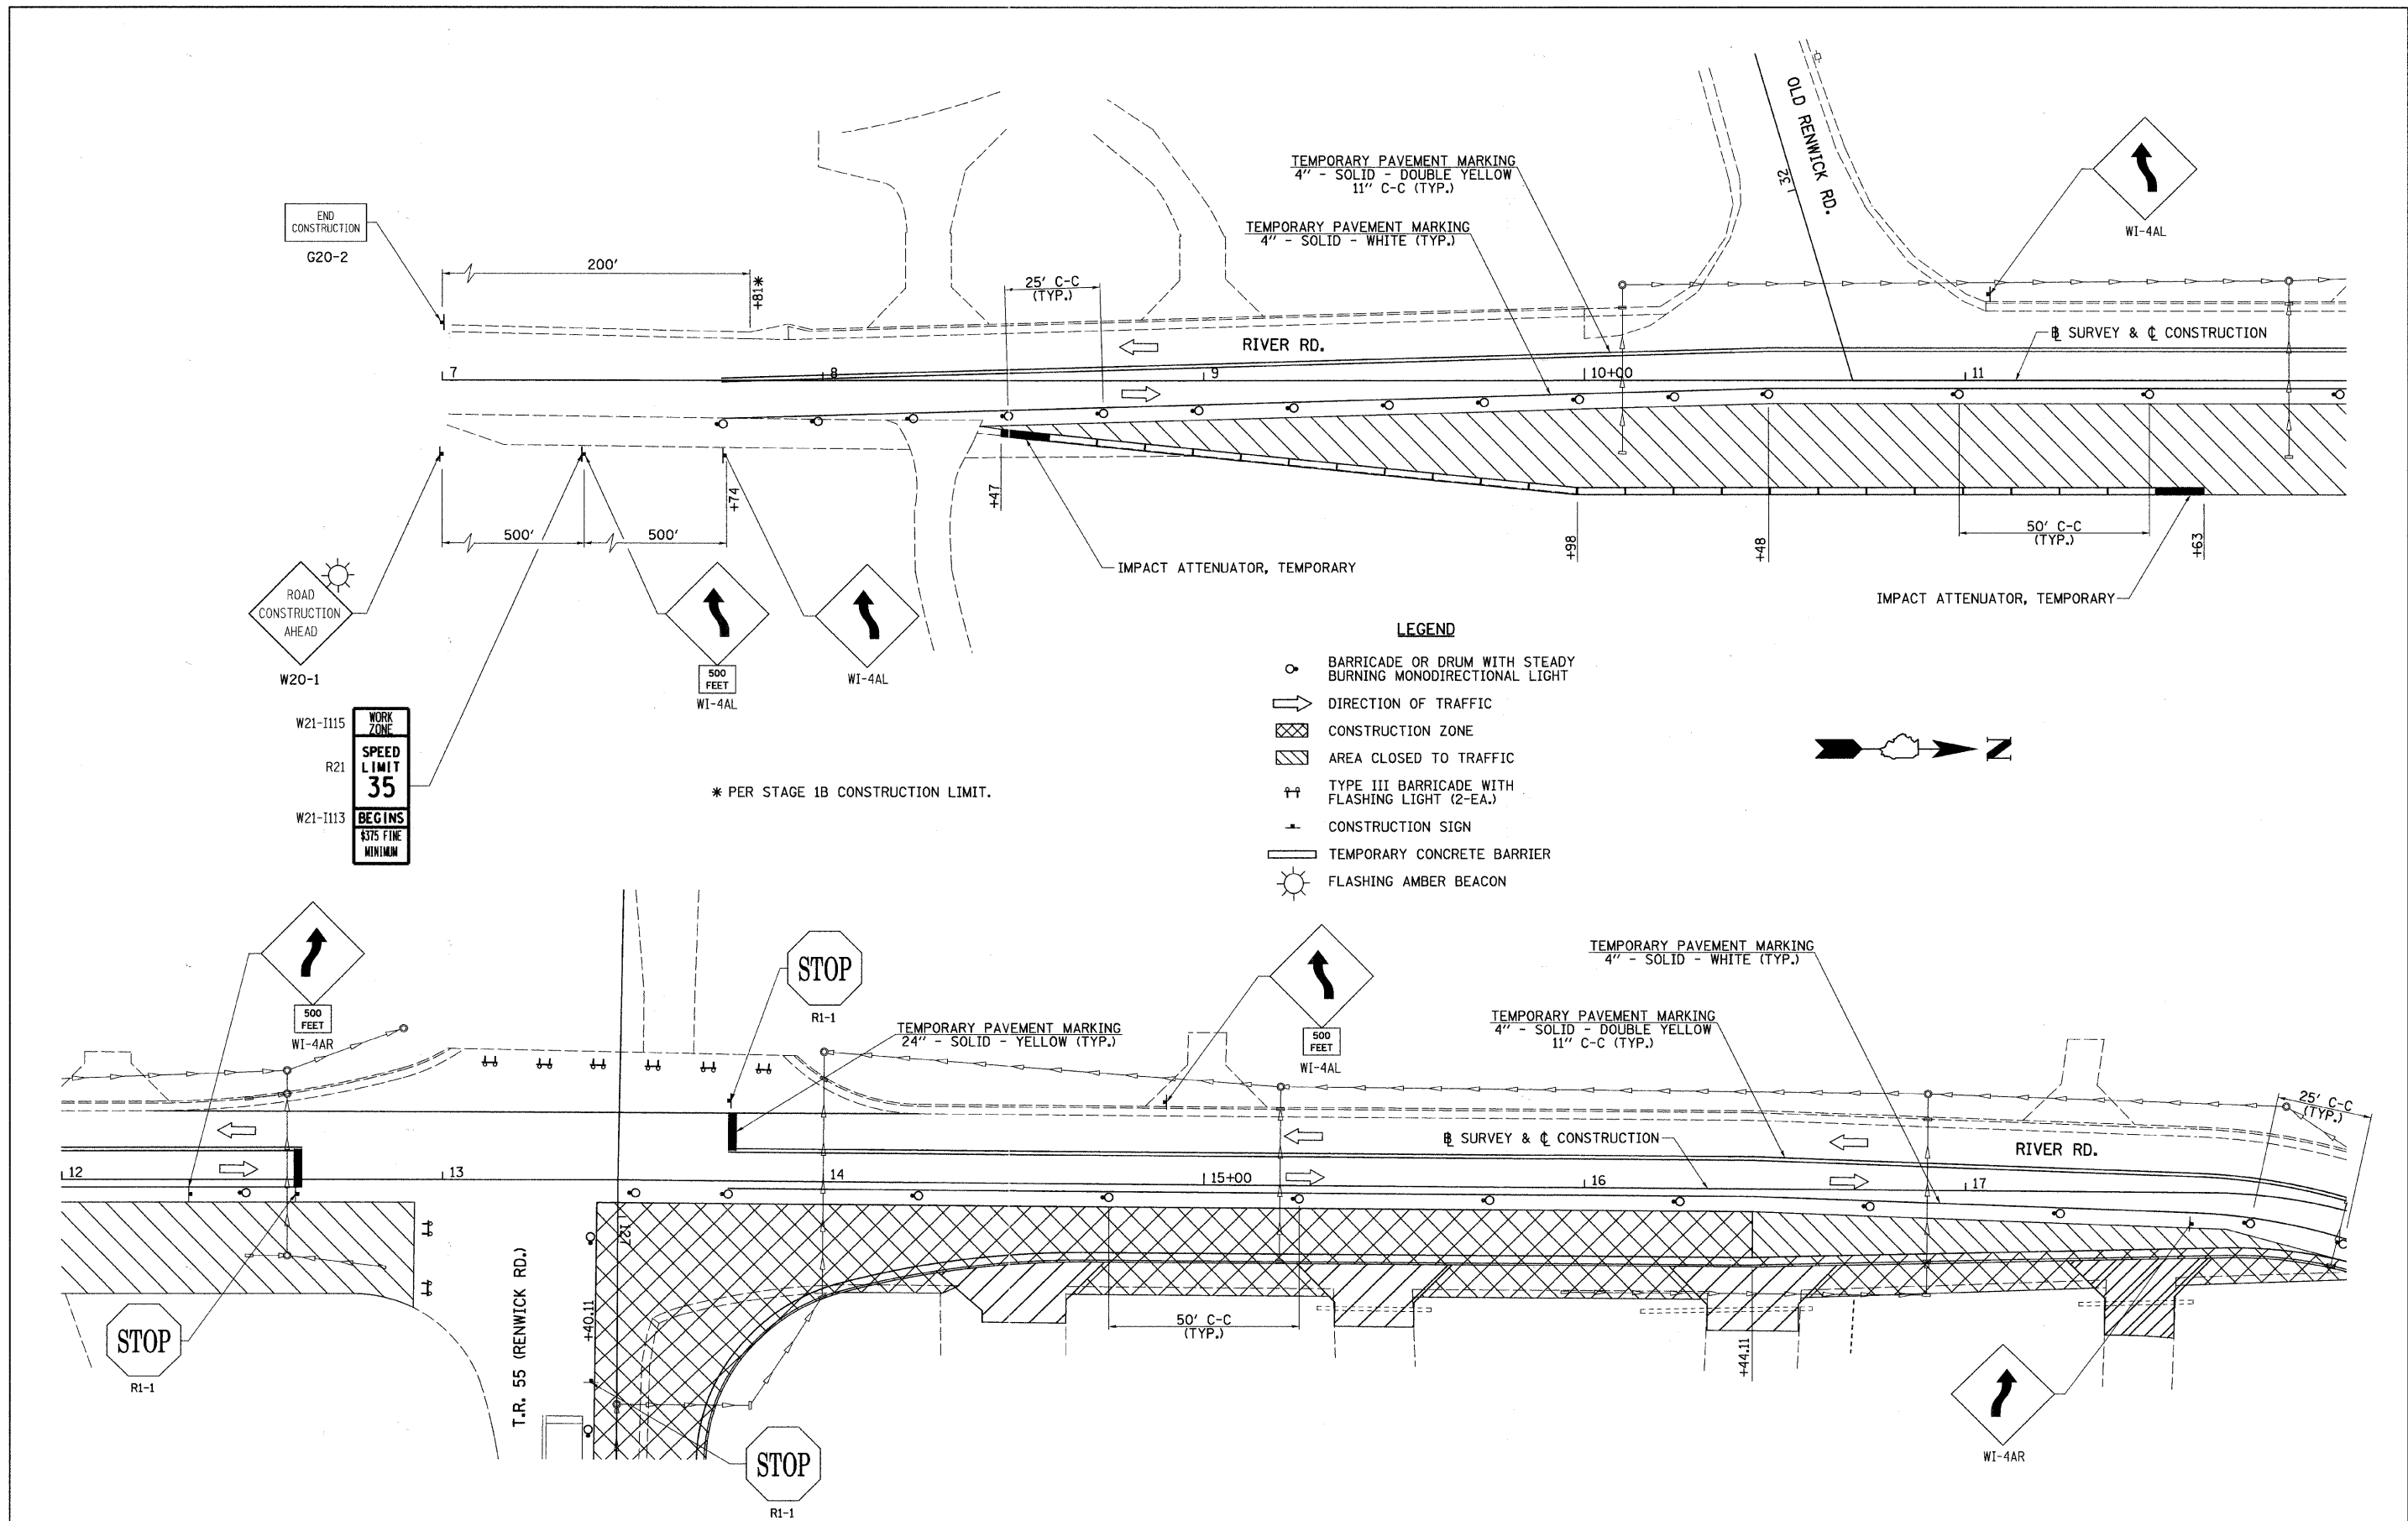 OLD RENWICK RD.
32
TEMPORARY PAVEMENT MARKING
4" - SOLID - DOUBLE YELLOW
11" C-C (TYP.)
TEMPORARY PAVEMENT MARKING
4" - SOLID - WHITE (TYP.)
WI-4AL
END
CONSTRUCTION
G20-2
200'
+81*
25' C-C
(TYP.)
RIVER RD.
℄ SURVEY & ℄ CONSTRUCTION
7
8
9
10+00
11
+74
+47
+98
+48
+63
500'
500'
50' C-C
(TYP.)
IMPACT ATTENUATOR, TEMPORARY
IMPACT ATTENUATOR, TEMPORARY
ROAD
CONSTRUCTION
AHEAD
W20-1
500
FEET
WI-4AL
WI-4AL
W21-I115
WORK
ZONE
R21
SPEED
LIMIT
35
W21-I113
BEGINS
$375 FINE
MINIMUM
* PER STAGE 1B CONSTRUCTION LIMIT.
LEGEND
BARRICADE OR DRUM WITH STEADY
BURNING MONODIRECTIONAL LIGHT
DIRECTION OF TRAFFIC
CONSTRUCTION ZONE
AREA CLOSED TO TRAFFIC
TYPE III BARRICADE WITH
FLASHING LIGHT (2-EA.)
CONSTRUCTION SIGN
TEMPORARY CONCRETE BARRIER
FLASHING AMBER BEACON
N
500
FEET
WI-4AR
STOP
R1-1
TEMPORARY PAVEMENT MARKING
24" - SOLID - YELLOW (TYP.)
500
FEET
WI-4AL
TEMPORARY PAVEMENT MARKING
4" - SOLID - WHITE (TYP.)
TEMPORARY PAVEMENT MARKING
4" - SOLID - DOUBLE YELLOW
11" C-C (TYP.)
25' C-C
(TYP.)
℄ SURVEY & ℄ CONSTRUCTION
RIVER RD.
12
13
14
15+00
16
17
127
T.R. 55 (RENWICK RD.)
+40.11
50' C-C
(TYP.)
+44.11
STOP
R1-1
STOP
R1-1
WI-4AR